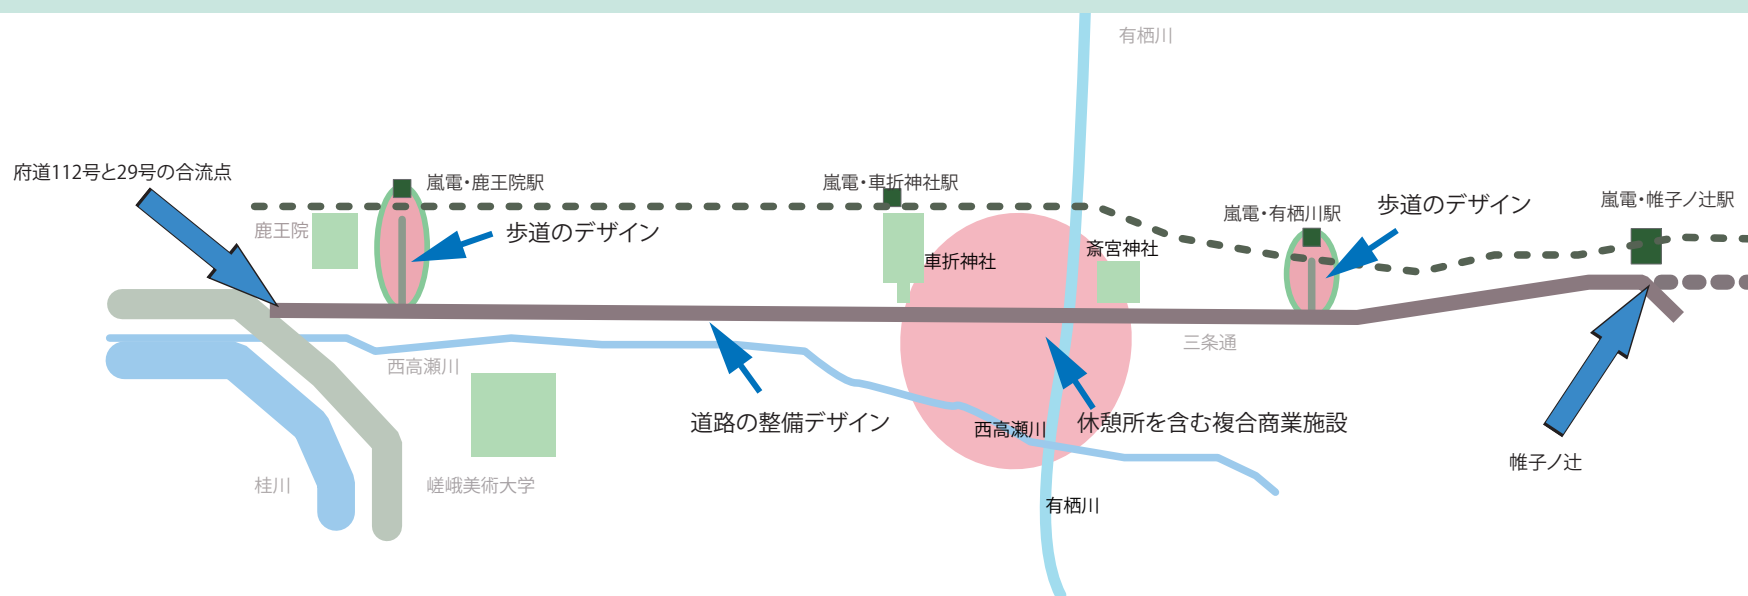 有栖川
府道112号と29号の合流点
嵐電・鹿王院駅
嵐電・車折神社駅
嵐電・有栖川駅
歩道のデザイン
嵐電・帷子ノ辻駅
鹿王院
歩道のデザイン
車折神社
斎宮神社
三条通
西高瀬川
道路の整備デザイン
西高瀬川
休憩所を含む複合商業施設
帷子ノ辻
桂川
嵯峨美術大学
有栖川